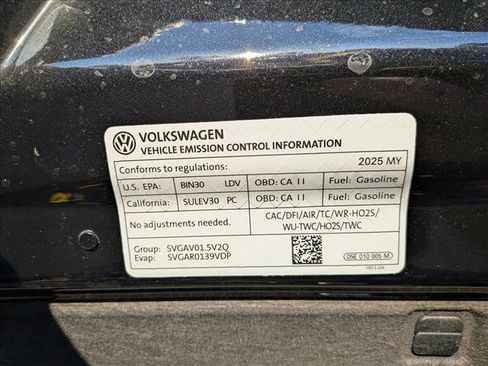 VOLKSWAGEN
VEHICLE EMISSION CONTROL INFORMATION
Conforms to regulations: 2025 MY
U.S. EPA: BIN30 LDV OBD: CA II Fuel: Gasoline
California: SULEV30 PC OBD: CA II Fuel: Gasoline
No adjustments needed.
CAC/DFI/AIR/TC/WR-HO2S/
WU-TWC/HO2S/TWC
Group: SVGAV01.5V2Q
Evap: SVGAR0139VDP
05E 010 005 M